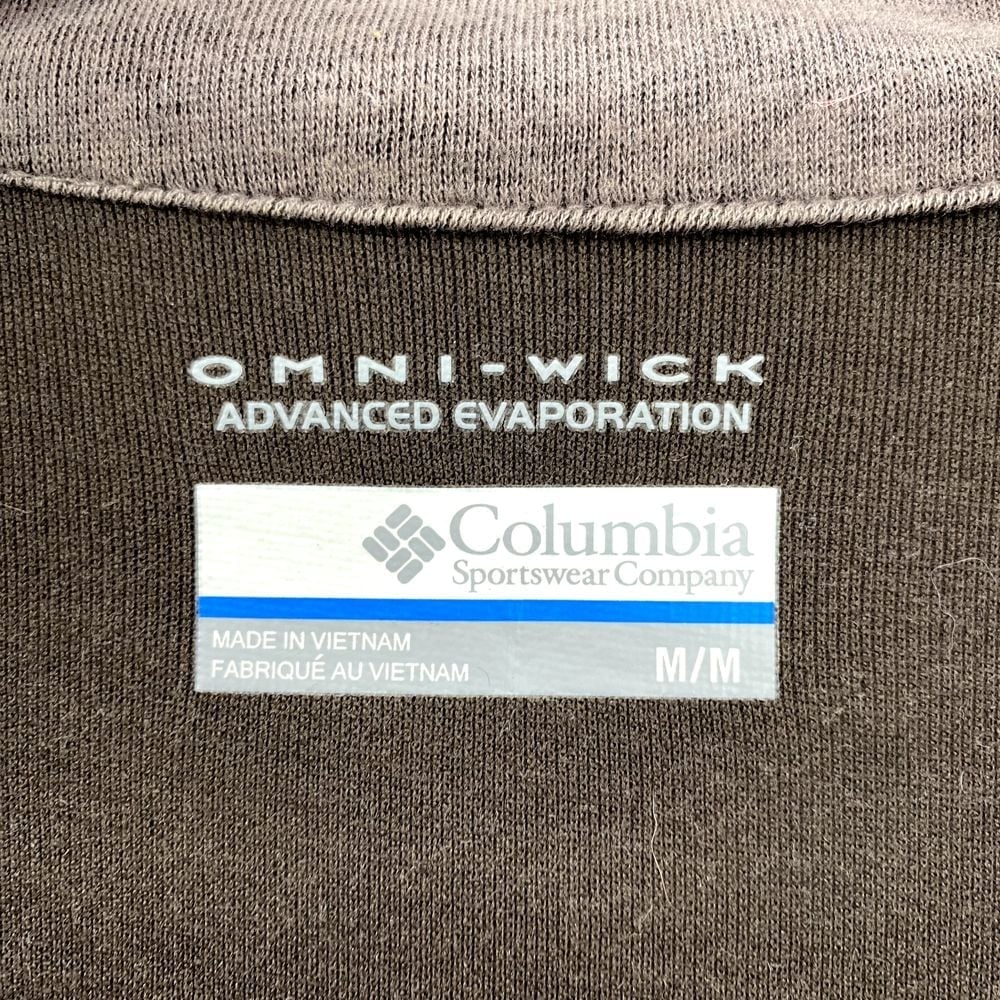 OMNI-WICK
ADVANCED EVAPORATION
Columbia
Sportswear Company
MADE IN VIETNAM
FABRIQUÉ AU VIETNAM
M/M